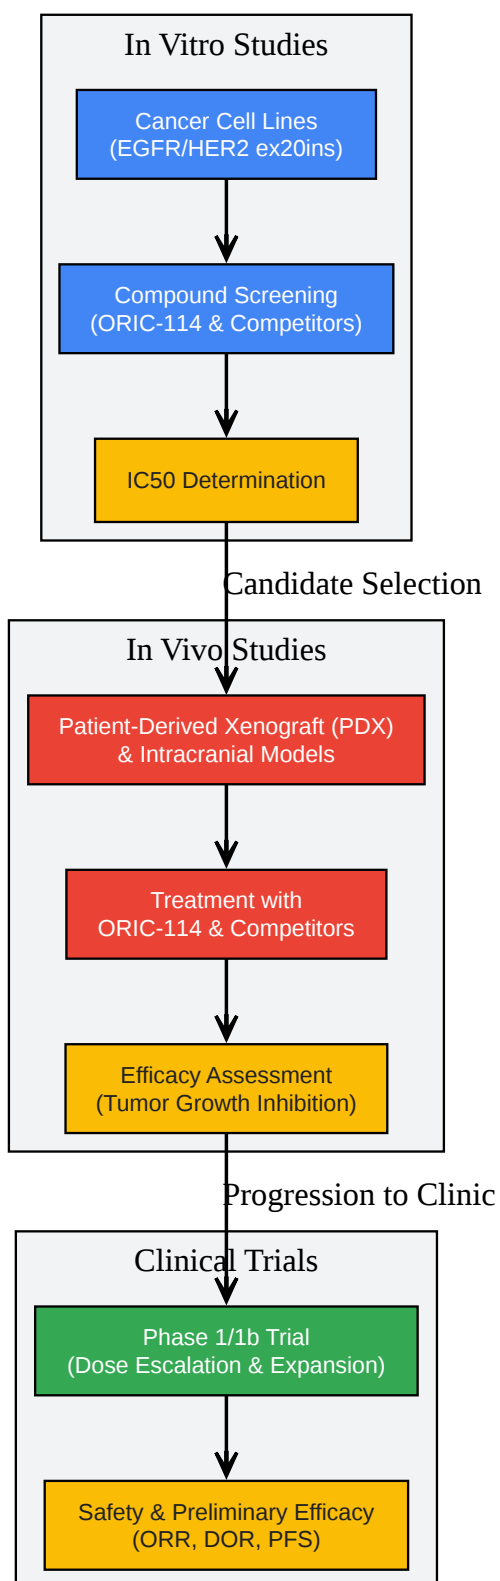 In Vitro Studies
Cancer Cell Lines
(EGFR/HER2 ex20ins)
Compound Screening
(ORIC-114 & Competitors)
IC50 Determination
Candidate Selection
In Vivo Studies
Patient-Derived Xenograft (PDX)
& Intracranial Models
Treatment with
ORIC-114 & Competitors
Efficacy Assessment
(Tumor Growth Inhibition)
Progression to Clinic
Clinical Trials
Phase 1/1b Trial
(Dose Escalation & Expansion)
Safety & Preliminary Efficacy
(ORR, DOR, PFS)